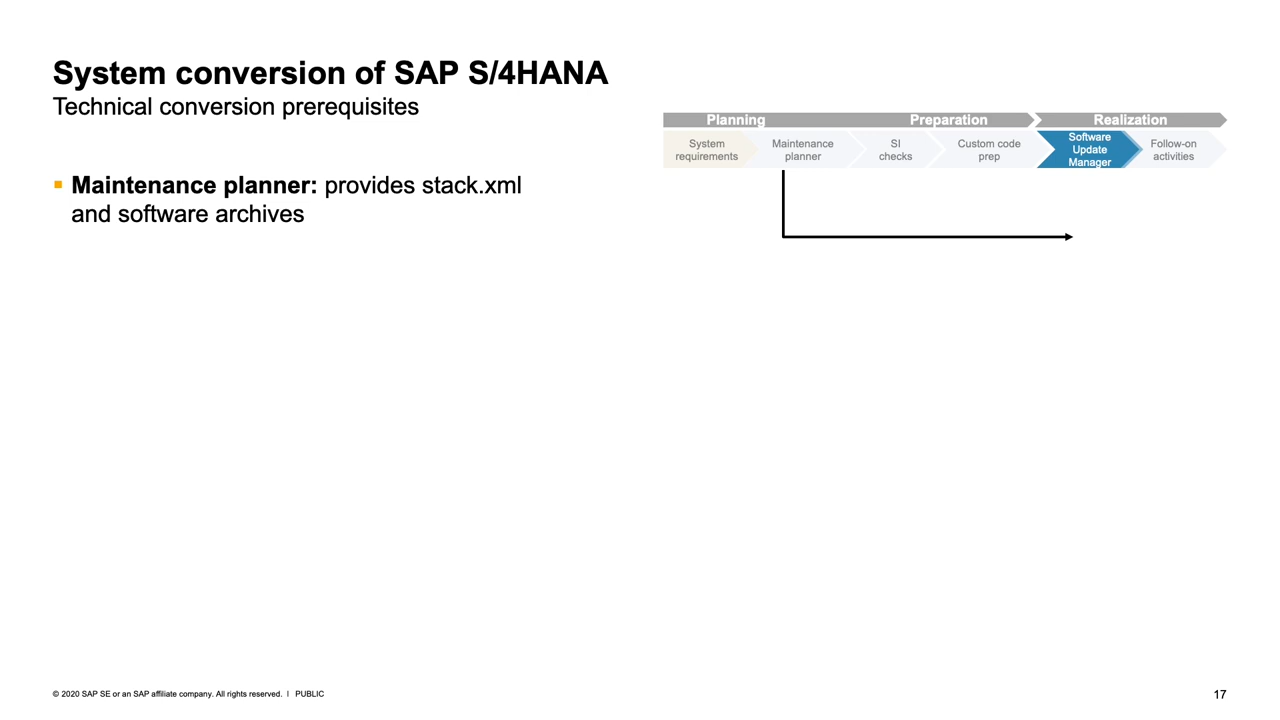 System conversion of SAP S/4HANA
Technical conversion prerequisites
Planning
Preparation
Realization
System
requirements
Maintenance
planner
SI
checks
Custom code
prep
Software
Update
Manager
Follow-on
activities
▪ Maintenance planner: provides stack.xml
and software archives
© 2020 SAP SE or an SAP affiliate company. All rights reserved. | PUBLIC
17